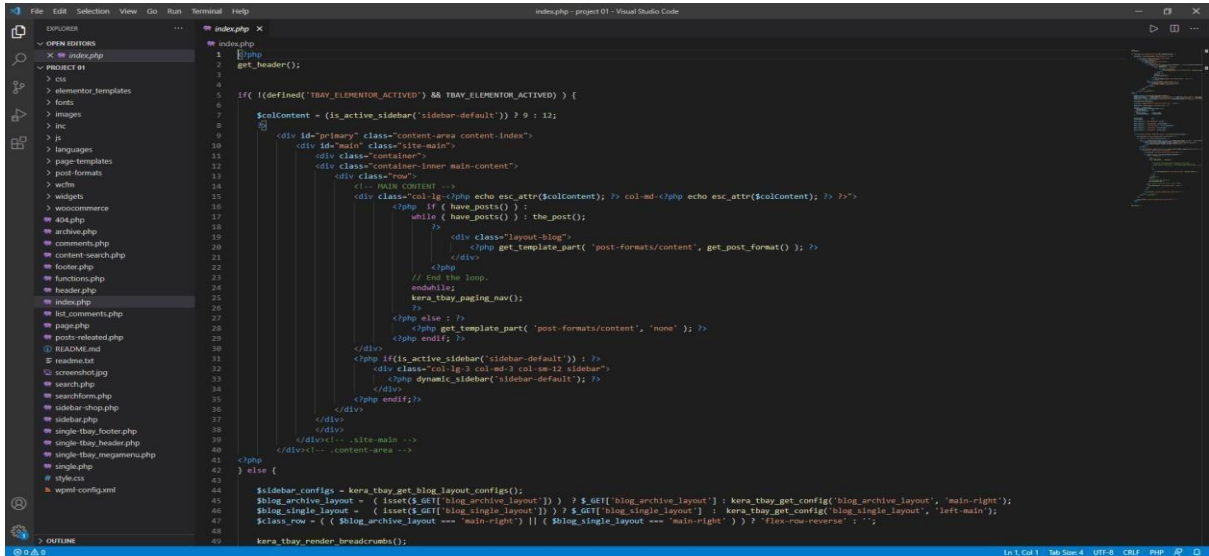 File Edit Selection View Go Run Terminal Help
index.php - project 01 - Visual Studio Code
EXPLORER
OPEN EDITORS
index.php
PROJECT 01
css
elementor_templates
fonts
images
inc
js
languages
page-templates
post-formats
wcfm
widgets
woocommerce
404.php
archive.php
comments.php
content-search.php
footer.php
functions.php
header.php
index.php
list_comments.php
page.php
posts-releated.php
README.md
readme.txt
screenshot.jpg
search.php
searchform.php
sidebar-shop.php
sidebar.php
single-tbay_footer.php
single-tbay_header.php
single-tbay_megamenu.php
single.php
style.css
wpml-config.xml
OUTLINE
index.php
index.php
1 <?php
2 get_header();
3
4
5 if( !(defined('TBAY_ELEMENTOR_ACTIVED') && TBAY_ELEMENTOR_ACTIVED) ) {
6
7 $colContent = (is_active_sidebar('sidebar-default')) ? 9 : 12;
8 ?>
9 <div id="primary" class="content-area content-index">
10 <div id="main" class="site-main">
11 <div class="container">
12 <div class="container-inner main-content">
13 <div class="row">
14 <!-- MAIN CONTENT -->
15 <div class="col-lg-<?php echo esc_attr($colContent); ?> col-md-<?php echo esc_attr($colContent); ?> ?>">
16 <?php if ( have_posts() ) :
17 while ( have_posts() ) : the_post();
18 ?>
19 <div class="layout-blog">
20 <?php get_template_part( 'post-formats/content', get_post_format() ); ?>
21 </div>
22 <?php
23 // End the loop.
24 endwhile;
25 kera_tbay_paging_nav();
26 ?>
27 <?php else : ?>
28 <?php get_template_part( 'post-formats/content', 'none' ); ?>
29 <?php endif; ?>
30 </div>
31 <?php if(is_active_sidebar('sidebar-default')) : ?>
32 <div class="col-lg-3 col-md-3 col-sm-12 sidebar">
33 <?php dynamic_sidebar('sidebar-default'); ?>
34 </div>
35 <?php endif;?>
36 </div>
37 </div>
38 </div>
39 </div><!-- .site-main -->
40 </div><!-- .content-area -->
41 <?php
42 } else {
43
44 $sidebar_configs = kera_tbay_get_blog_layout_configs();
45 $blog_archive_layout = ( isset($_GET['blog_archive_layout']) ) ? $_GET['blog_archive_layout'] : kera_tbay_get_config('blog_archive_layout', 'main-right');
46 $blog_single_layout = ( isset($_GET['blog_single_layout']) ) ? $_GET['blog_single_layout'] : kera_tbay_get_config('blog_single_layout', 'left-main');
47 $class_row = ( ( $blog_archive_layout === 'main-right') || ( $blog_single_layout === 'main-right' ) ) ? 'flex-row-reverse' : '';
48
49 kera_tbay_render_breadcrumbs();
0 0 Ln 1, Col 1 Tab Size: 4 UTF-8 CRLF PHP